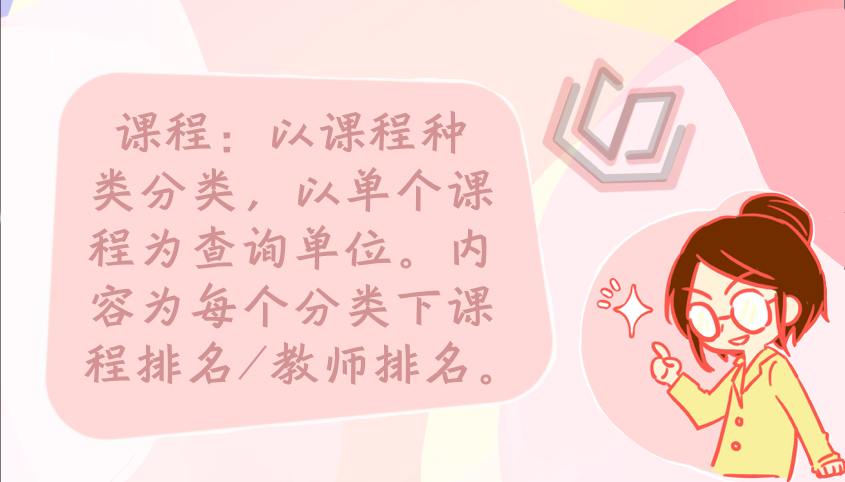 课程：以课程种
类分类，以单个课
程为查询单位。内
容为每个分类下课
程排名/教师排名。